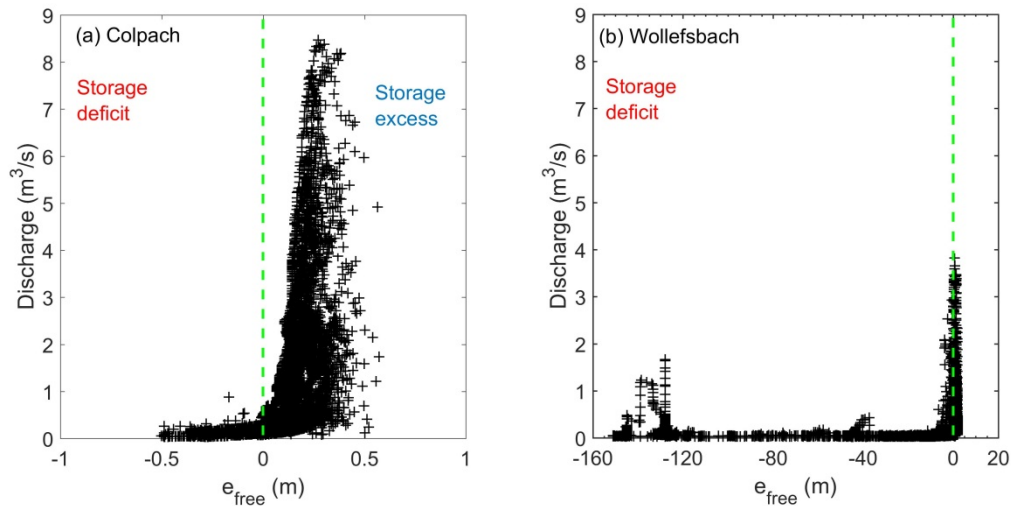 (a) Colpach
Storage
deficit
Storage
excess
Discharge (m³/s)
9
8
7
6
5
4
3
2
1
0
-1
-0.5
0
0.5
1
e_free (m)
(b) Wollefsbach
Storage
deficit
Discharge (m³/s)
9
8
7
6
5
4
3
2
1
0
-160
-120
-80
-40
0
20
e_free (m)